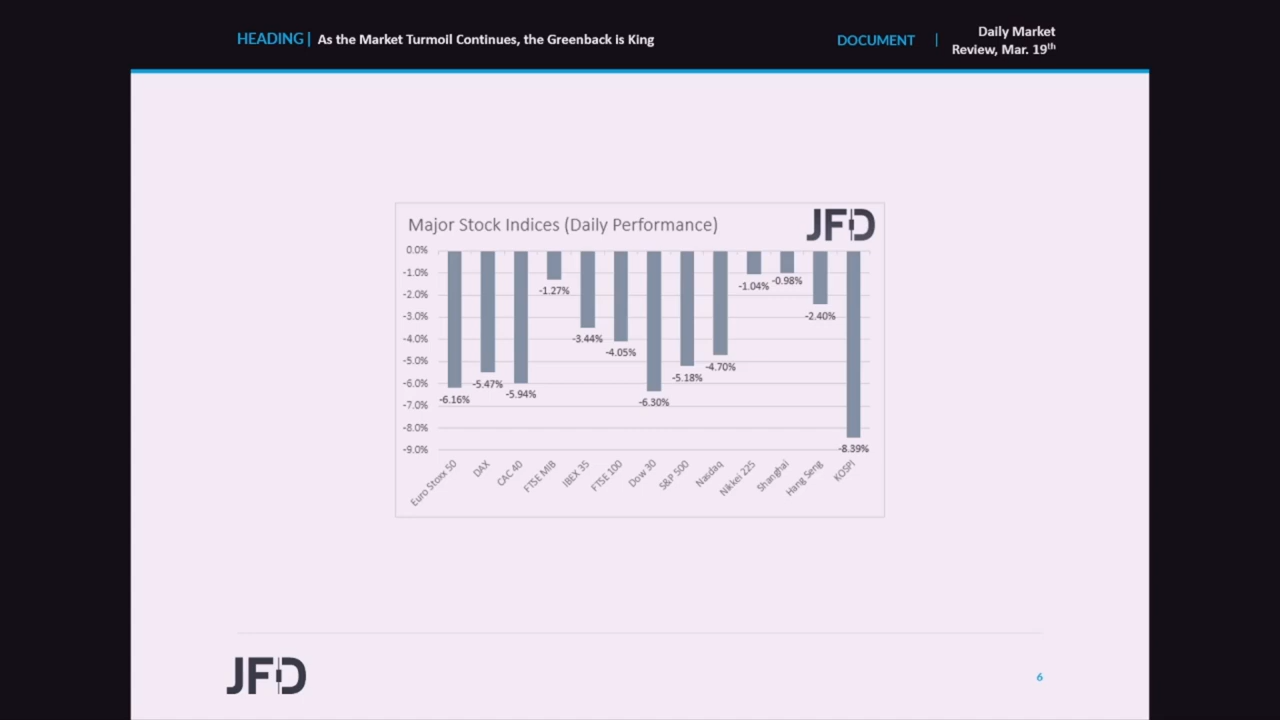 HEADING | As the Market Turmoil Continues, the Greenback is King
DOCUMENT | Daily Market
Review, Mar. 19th
Major Stock Indices (Daily Performance)
JFD
0.0%
-1.0%
-2.0%
-3.0%
-4.0%
-5.0%
-6.0%
-7.0%
-8.0%
-9.0%
-6.16%
-5.47%
-5.94%
-1.27%
-3.44%
-4.05%
-6.30%
-5.18%
-4.70%
-1.04%
-0.98%
-2.40%
-8.39%
Euro Stoxx 50
DAX
CAC 40
FTSE MIB
IBEX 35
FTSE 100
Dow 30
S&P 500
Nasdaq
Nikkei 225
Shanghai
Hang Seng
KOSPI
JFD
6